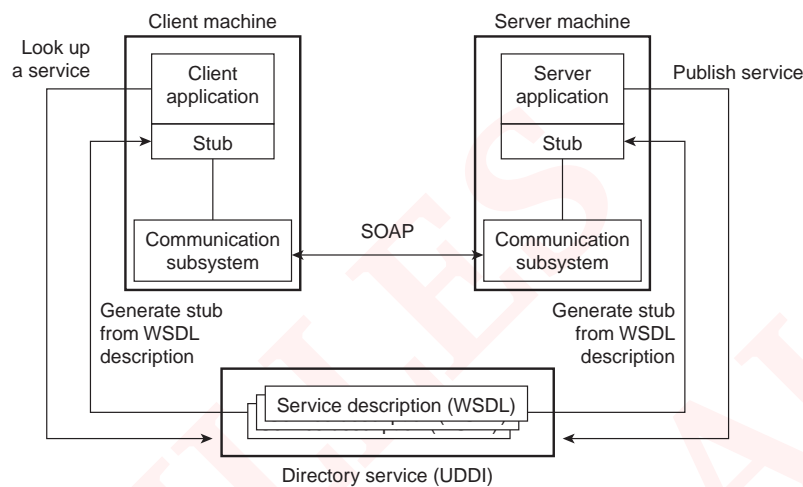 Client machine
Server machine
Look up
a service
Client
application
Stub
Communication
subsystem
SOAP
Server
application
Stub
Communication
subsystem
Publish service
Generate stub
from WSDL
description
Generate stub
from WSDL
description
Service description (WSDL)
Directory service (UDDI)